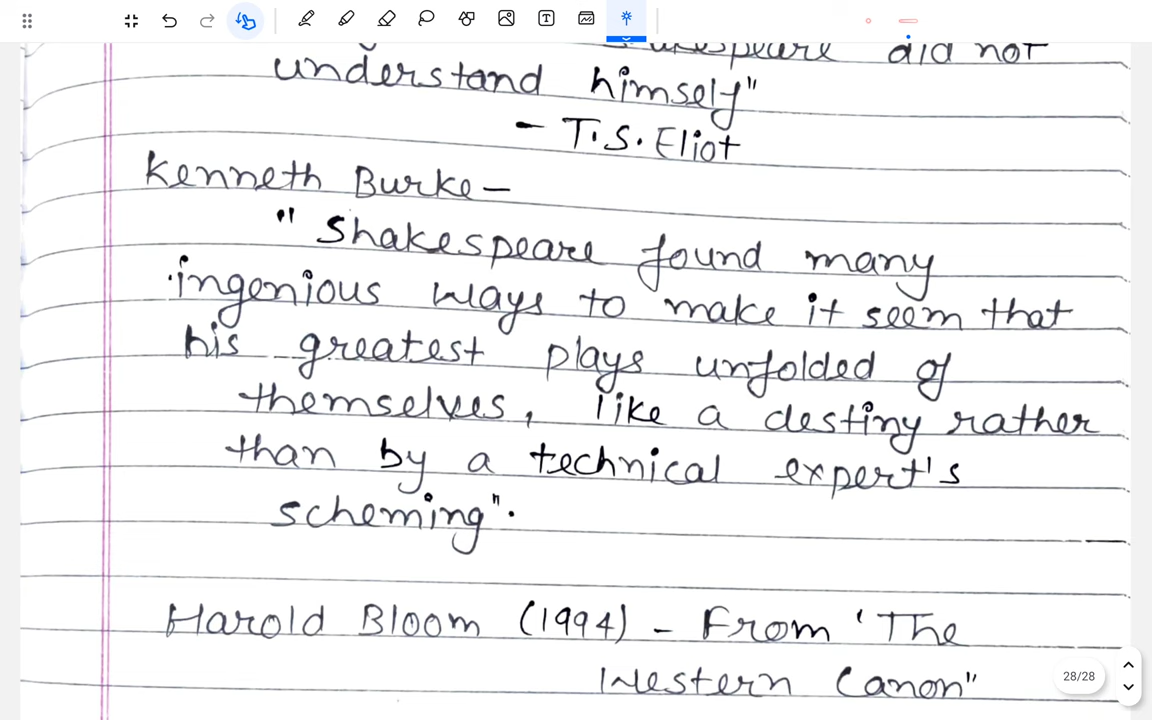 did not
understand himself"
- T.S. Eliot
Kenneth Burke-
" Shakespeare found many
ingenious ways to make it seem that
his greatest plays unfolded of
themselves, like a destiny rather
than by a technical expert's
scheming".
Harold Bloom (1994) - From 'The
Western Canon"
28/28